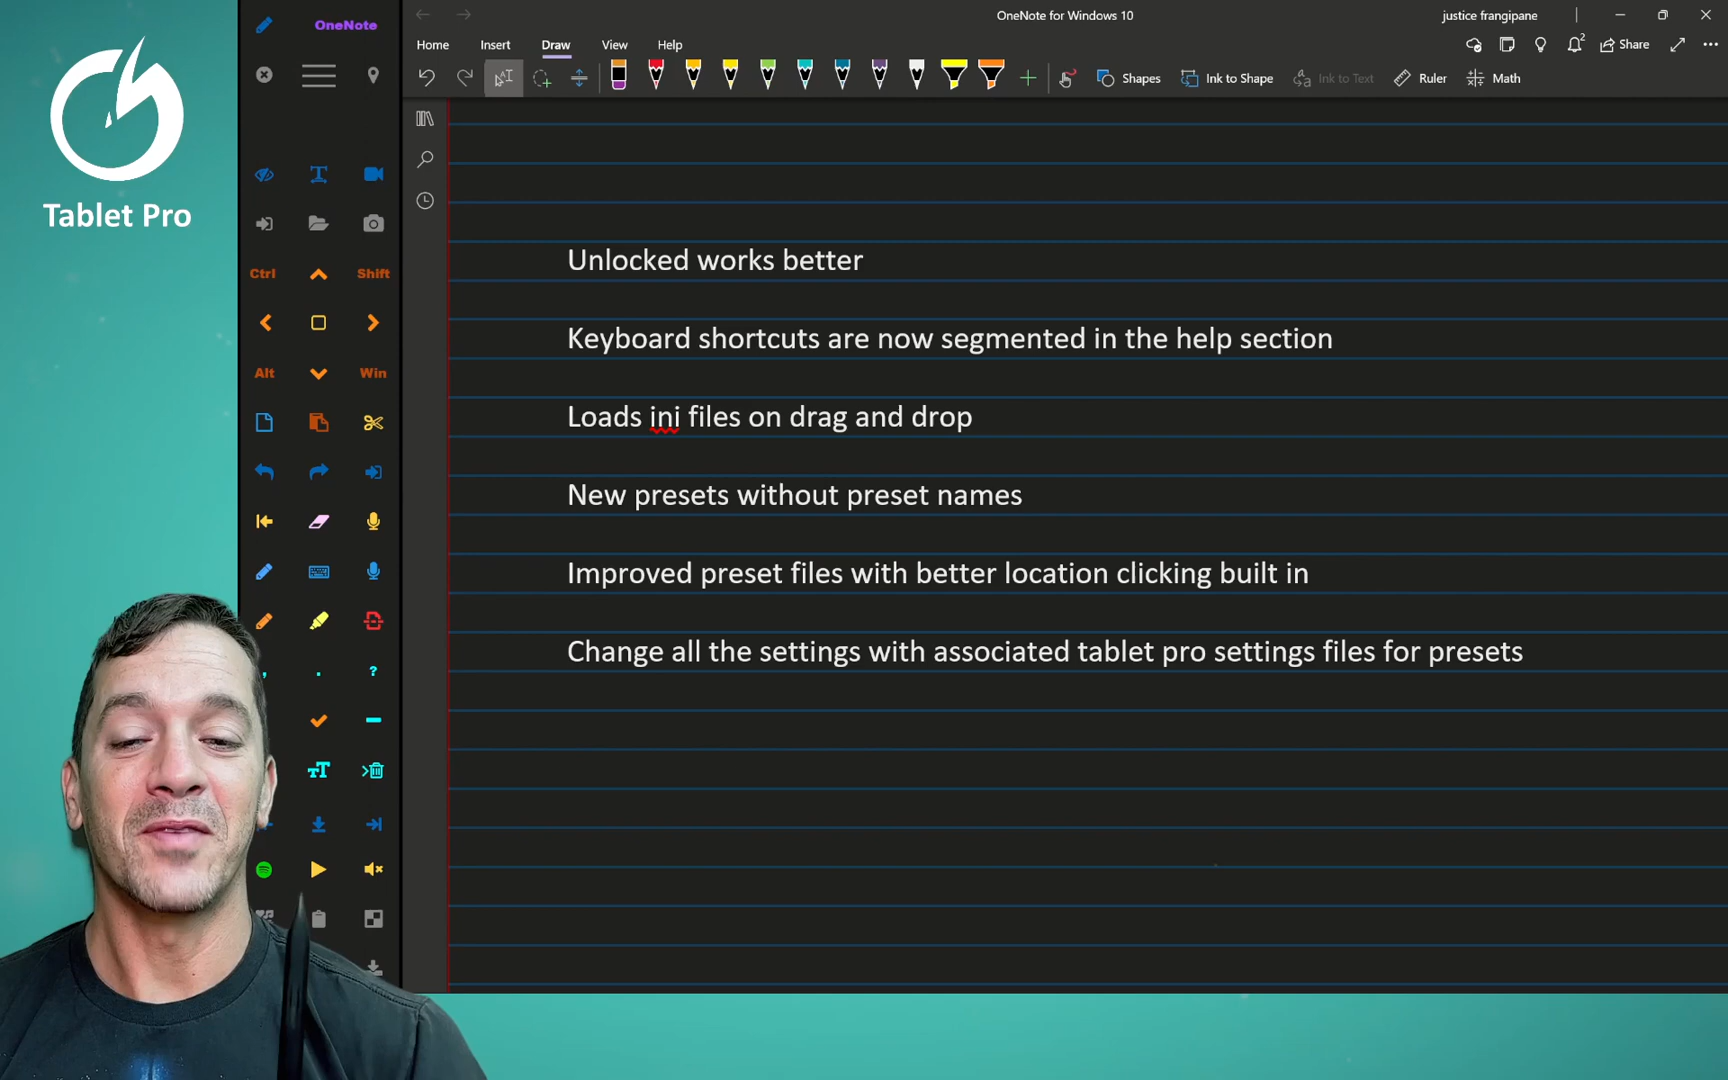 OneNote
OneNote for Windows 10
justice frangipane
Home Insert Draw View Help
2
Share
Shapes Ink to Shape Ink to Text Ruler Math
Tablet Pro
Ctrl Shift
Alt Win
Unlocked works better
Keyboard shortcuts are now segmented in the help section
Loads ini files on drag and drop
New presets without preset names
Improved preset files with better location clicking built in
Change all the settings with associated tablet pro settings files for presets
, . ?